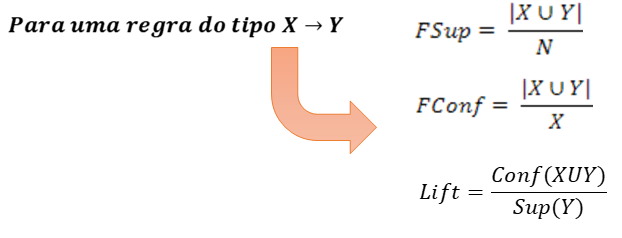 Para uma regra do tipo X → Y
FSup = |X ∪ Y| / N
FConf = |X ∪ Y| / X
Lift = Conf(XUY) / Sup(Y)